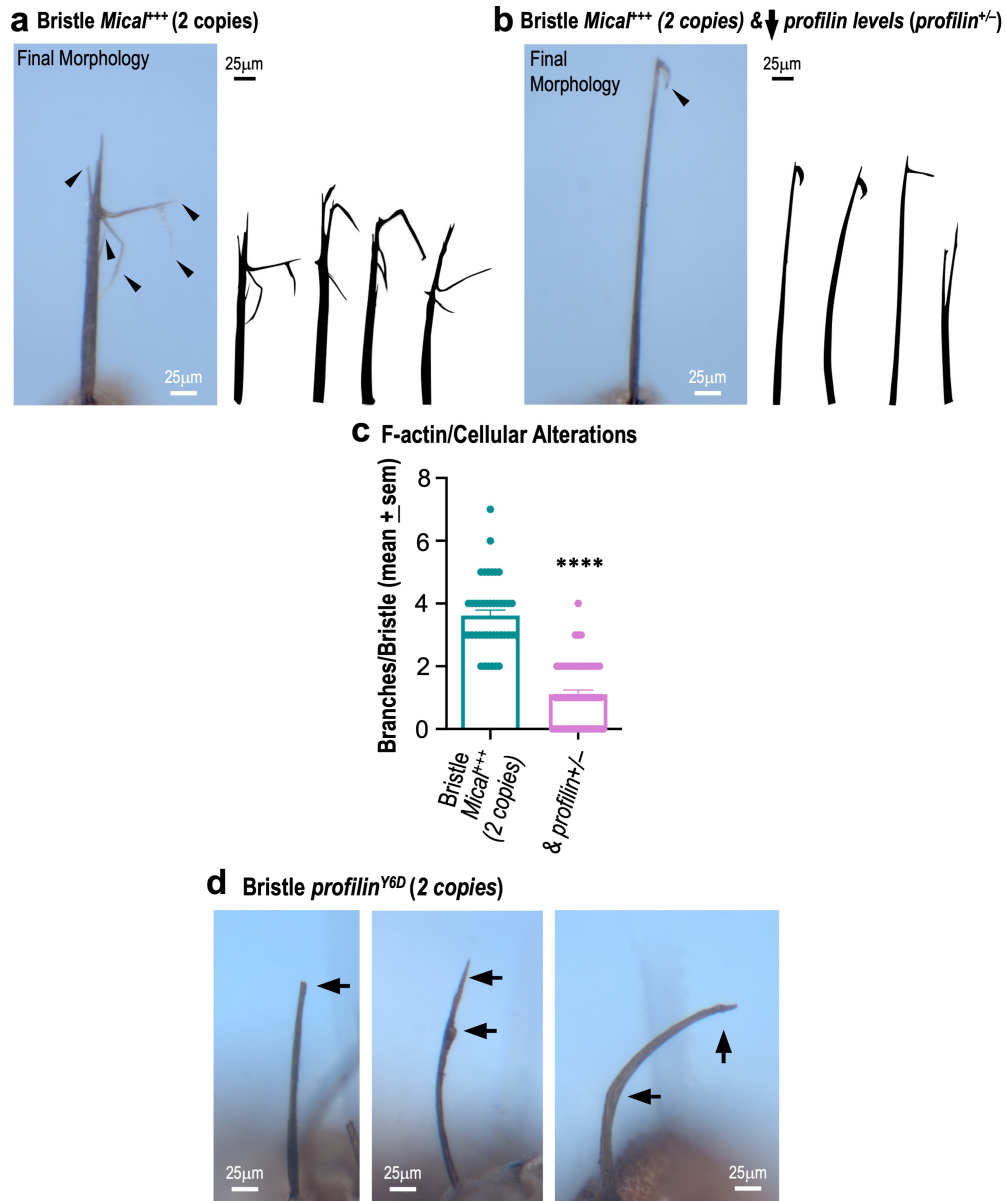 a Bristle Mical+++ (2 copies)
Final Morphology
25µm
25µm
b Bristle Mical+++ (2 copies) & profilin levels (profilin+/–)
Final
Morphology
25µm
25µm
c F-actin/Cellular Alterations
Branches/Bristle (mean ± sem)
8
6
4
2
0
****
Bristle
Mical+++
(2 copies)
& profilin+/–
d Bristle profilinY6D (2 copies)
25µm
25µm
25µm